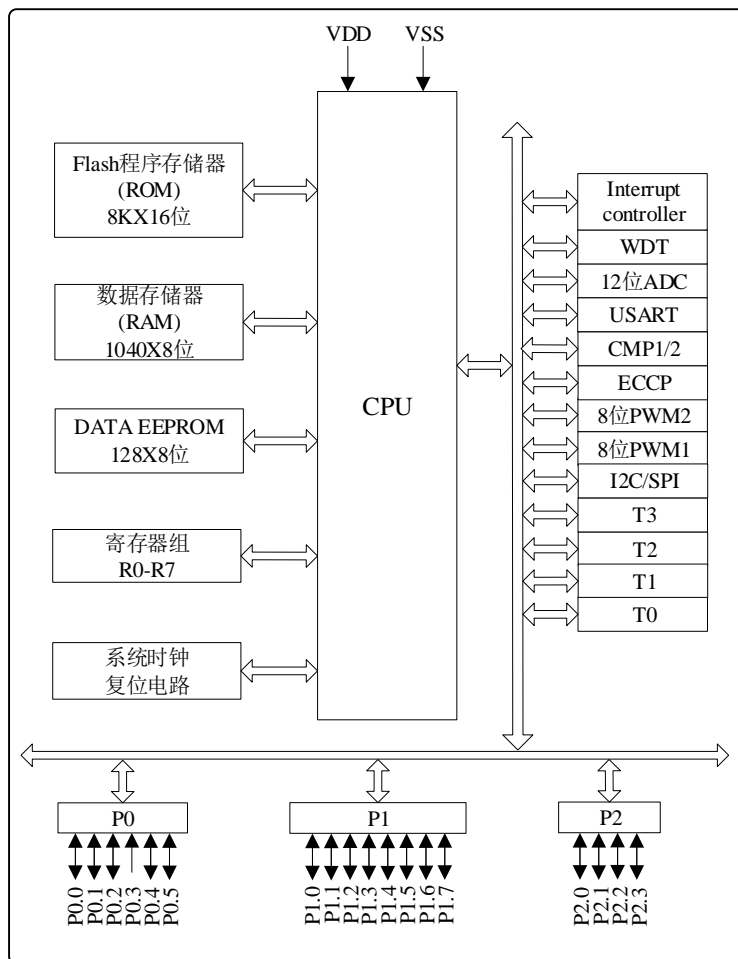 VDD
VSS
Flash程序存储器
(ROM)
8KX16位
数据存储器
(RAM)
1040X8位
DATA EEPROM
128X8位
寄存器组
R0-R7
系统时钟
复位电路
CPU
Interrupt
controller
WDT
12位ADC
USART
CMP1/2
ECCP
8位PWM2
8位PWM1
I2C/SPI
T3
T2
T1
T0
P0
P1
P2
P0.0
P0.1
P0.2
P0.3
P0.4
P0.5
P1.0
P1.1
P1.2
P1.3
P1.4
P1.5
P1.6
P1.7
P2.0
P2.1
P2.2
P2.3